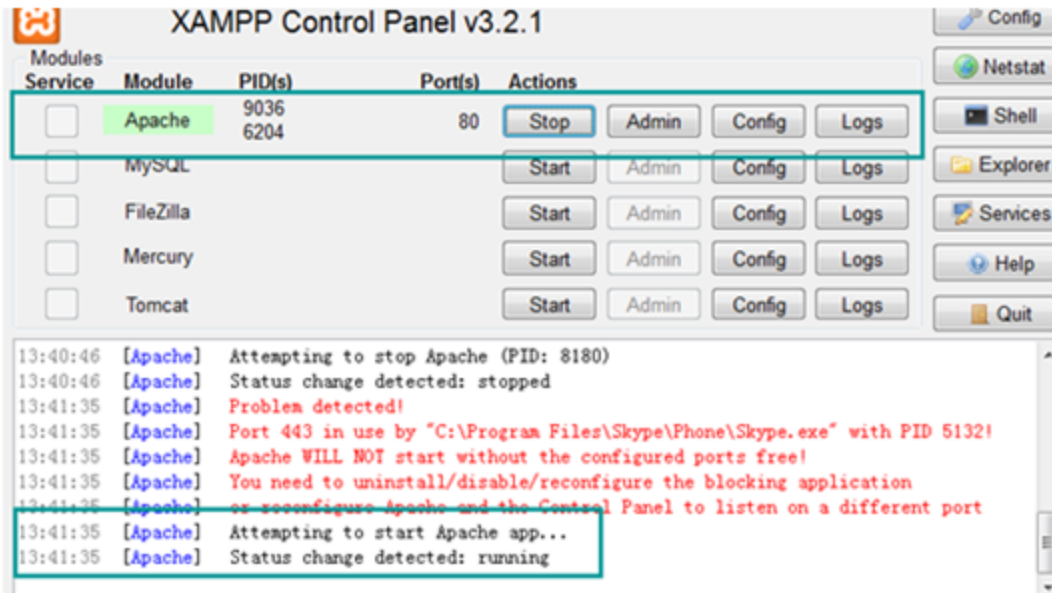 XAMPP Control Panel v3.2.1
Config
Modules
Service Module PID(s) Port(s) Actions
Netstat
Apache 9036 6204 80 Stop Admin Config Logs
Shell
MySQL Start Admin Config Logs
Explorer
FileZilla Start Admin Config Logs
Services
Mercury Start Admin Config Logs
Help
Tomcat Start Admin Config Logs
Quit
13:40:46 [Apache] Attempting to stop Apache (PID: 8180)
13:40:46 [Apache] Status change detected: stopped
13:41:35 [Apache] Problem detected!
13:41:35 [Apache] Port 443 in use by "C:\Program Files\Skype\Phone\Skype.exe" with PID 5132!
13:41:35 [Apache] Apache WILL NOT start without the configured ports free!
13:41:35 [Apache] You need to uninstall/disable/reconfigure the blocking application
13:41:35 [Apache] or reconfigure Apache and the Control Panel to listen on a different port
13:41:35 [Apache] Attempting to start Apache app...
13:41:35 [Apache] Status change detected: running